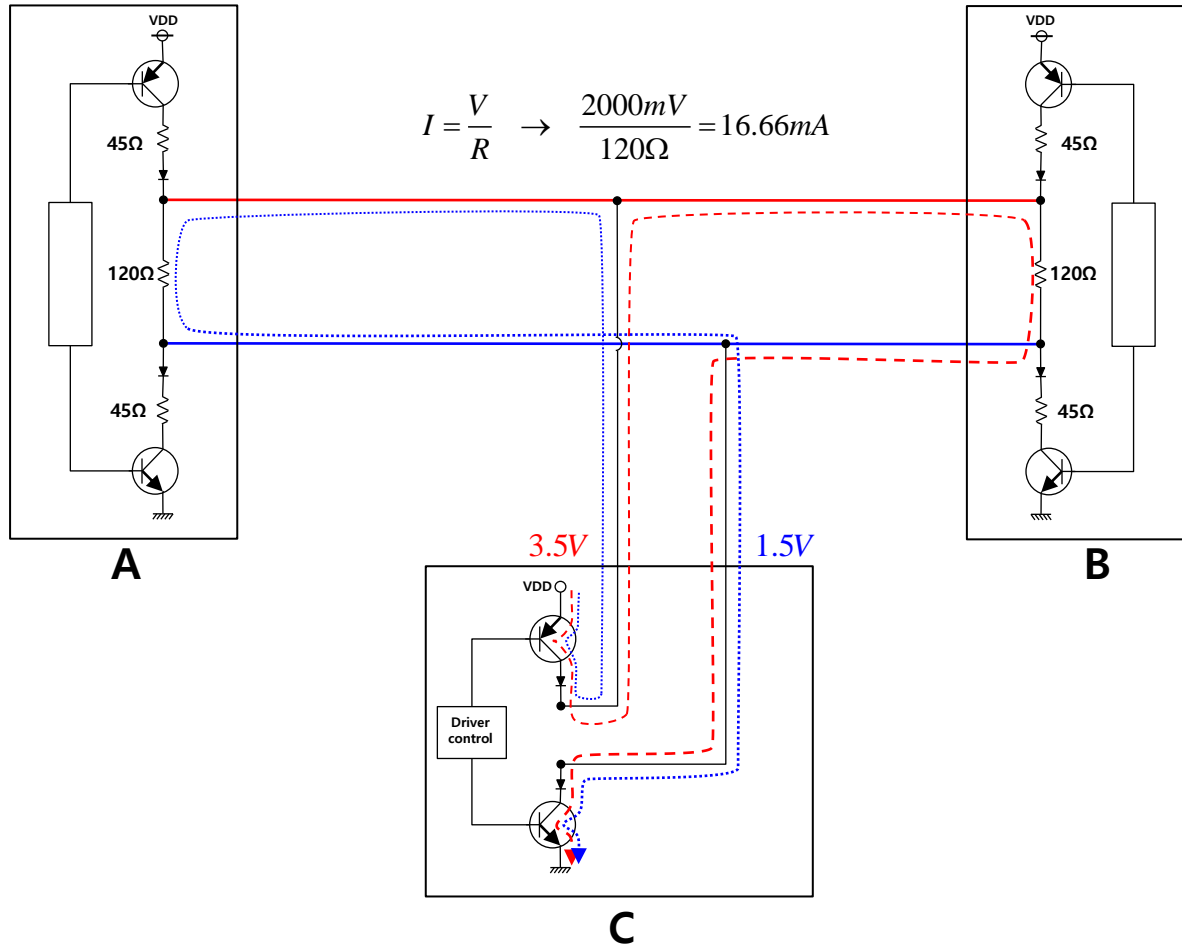 VDD
VDD
45Ω
I = V/R → 2000mV/120Ω = 16.66mA
45Ω
120Ω
120Ω
45Ω
45Ω
A
3.5V
1.5V
B
VDD
Driver
control
C